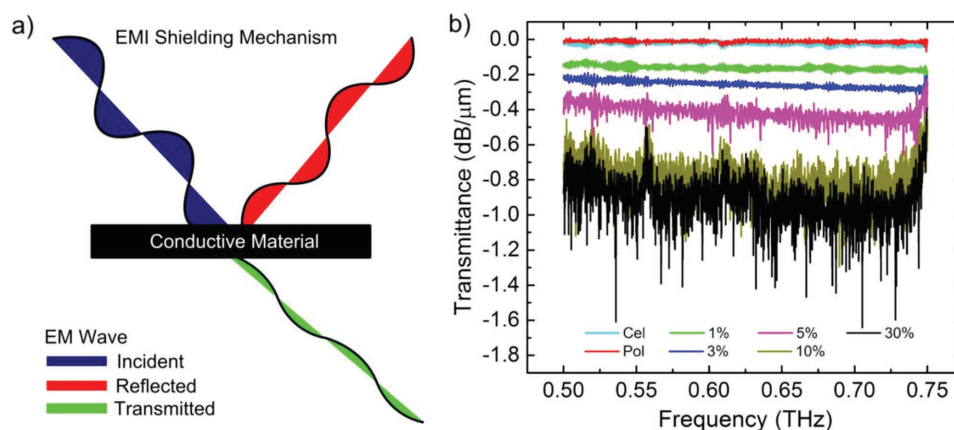 a)
EMI Shielding Mechanism
Conductive Material
EM Wave
Incident
Reflected
Transmitted
b)
Transmittance (dB/μm)
0.0
-0.2
-0.4
-0.6
-0.8
-1.0
-1.2
-1.4
-1.6
-1.8
Cel 1% 5% 30%
Pol 3% 10%
0.50 0.55 0.60 0.65 0.70 0.75
Frequency (THz)